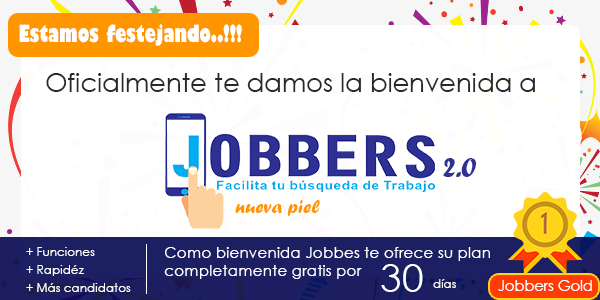 Estamos festejando..!!!
Oficialmente te damos la bienvenida a
JOBBERS 2.0
Facilita tu búsqueda de Trabajo
nueva piel
+ Funciones
+ Rapidéz
+ Más candidatos
Como bienvenida Jobbes te ofrece su plan
completamente gratis por 30 días
1
Jobbers Gold